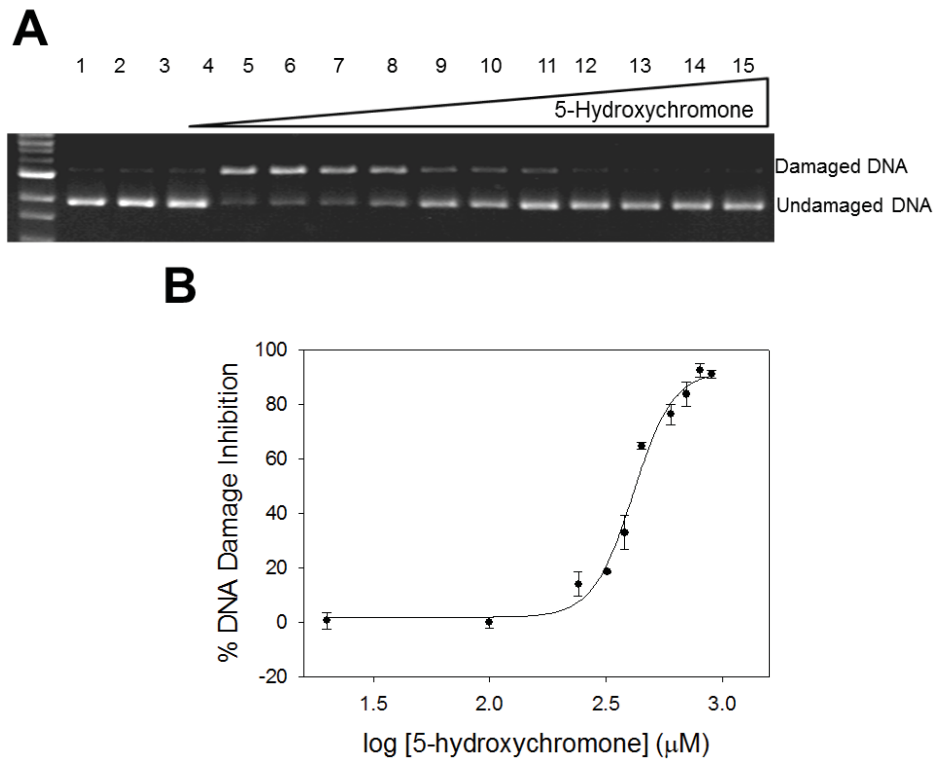 A
1 2 3 4 5 6 7 8 9 10 11 12 13 14 15
5-Hydroxychromone
Damaged DNA
Undamaged DNA
B
100
80
60
40
20
0
-20
% DNA Damage Inhibition
1.5 2.0 2.5 3.0
log [5-hydroxychromone] (μM)